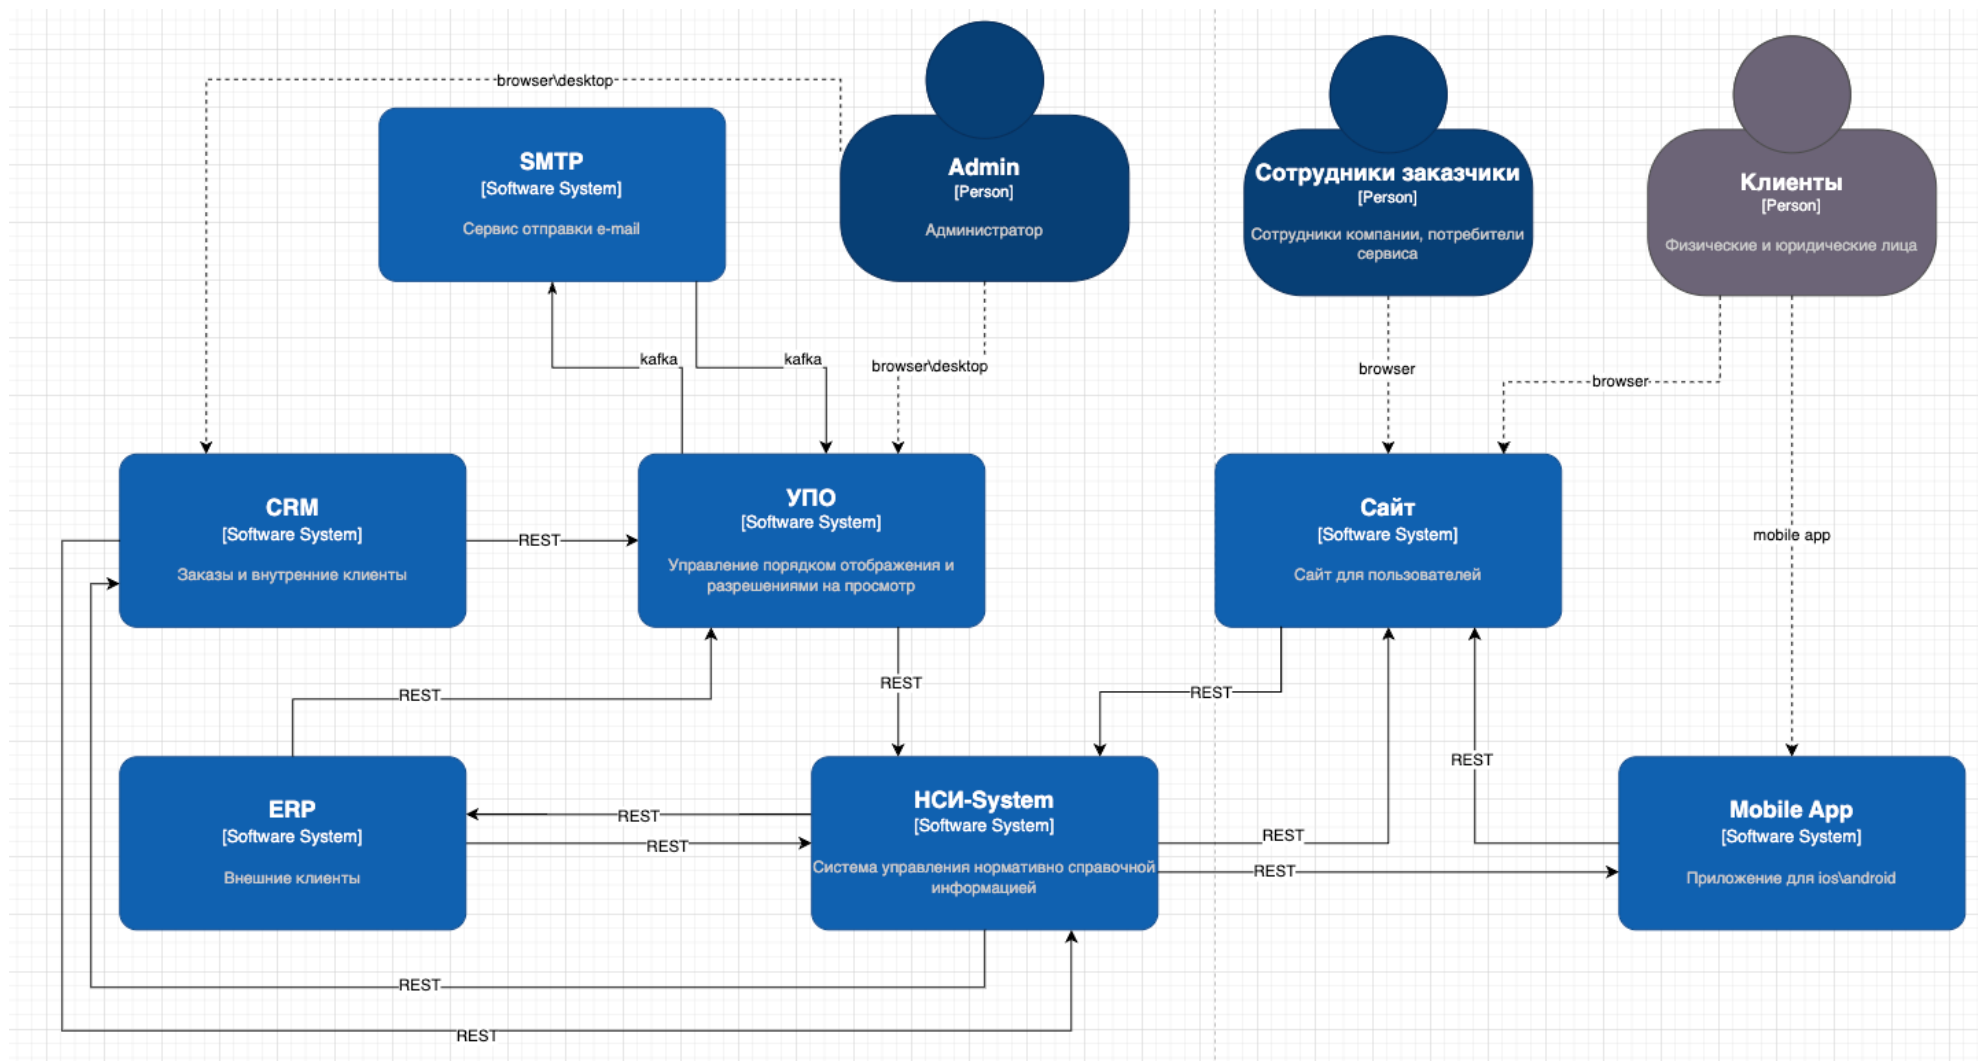 browser\desktop
SMTP
[Software System]
Сервис отправки e-mail
Admin
[Person]
Администратор
Сотрудники заказчики
[Person]
Сотрудники компании, потребители
сервиса
Клиенты
[Person]
Физические и юридические лица
kafka
kafka
browser\desktop
browser
browser
CRM
[Software System]
Заказы и внутренние клиенты
REST
УПО
[Software System]
Управление порядком отображения и
разрешениями на просмотр
Сайт
[Software System]
Сайт для пользователей
mobile app
REST
REST
REST
REST
ERP
[Software System]
Внешние клиенты
REST
REST
НСИ-System
[Software System]
Система управления нормативно справочной
информацией
REST
REST
Mobile App
[Software System]
Приложение для ios\android
REST
REST